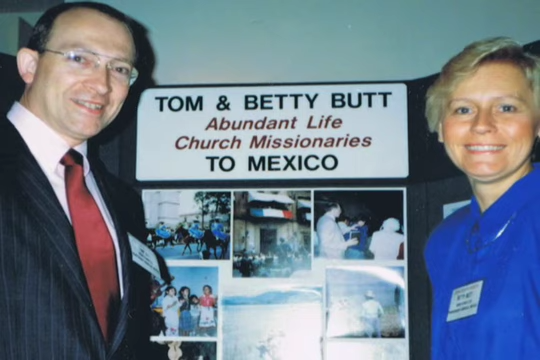 TOM & BETTY BUTT
Abundant Life
Church Missionaries
TO MEXICO